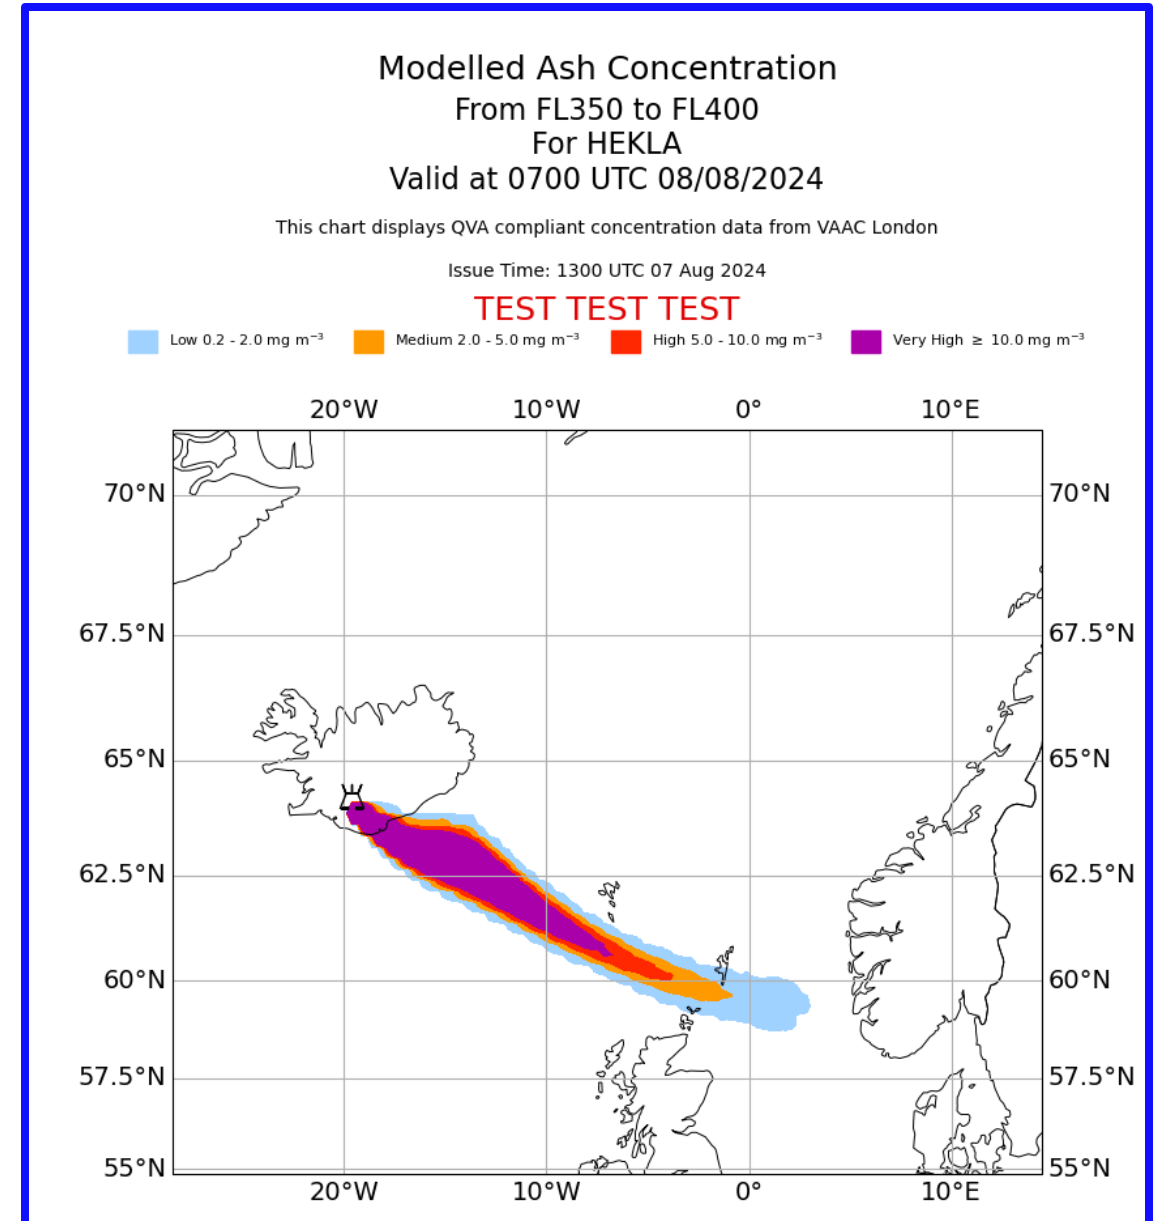 Modelled Ash Concentration
From FL350 to FL400
For HEKLA
Valid at 0700 UTC 08/08/2024
This chart displays QVA compliant concentration data from VAAC London
Issue Time: 1300 UTC 07 Aug 2024
TEST TEST TEST
Low 0.2 - 2.0 mg m⁻³ Medium 2.0 - 5.0 mg m⁻³ High 5.0 - 10.0 mg m⁻³ Very High ≥ 10.0 mg m⁻³
20°W 10°W 0° 10°E
70°N 70°N
67.5°N 67.5°N
65°N 65°N
62.5°N 62.5°N
60°N 60°N
57.5°N 57.5°N
55°N 55°N
20°W 10°W 0° 10°E